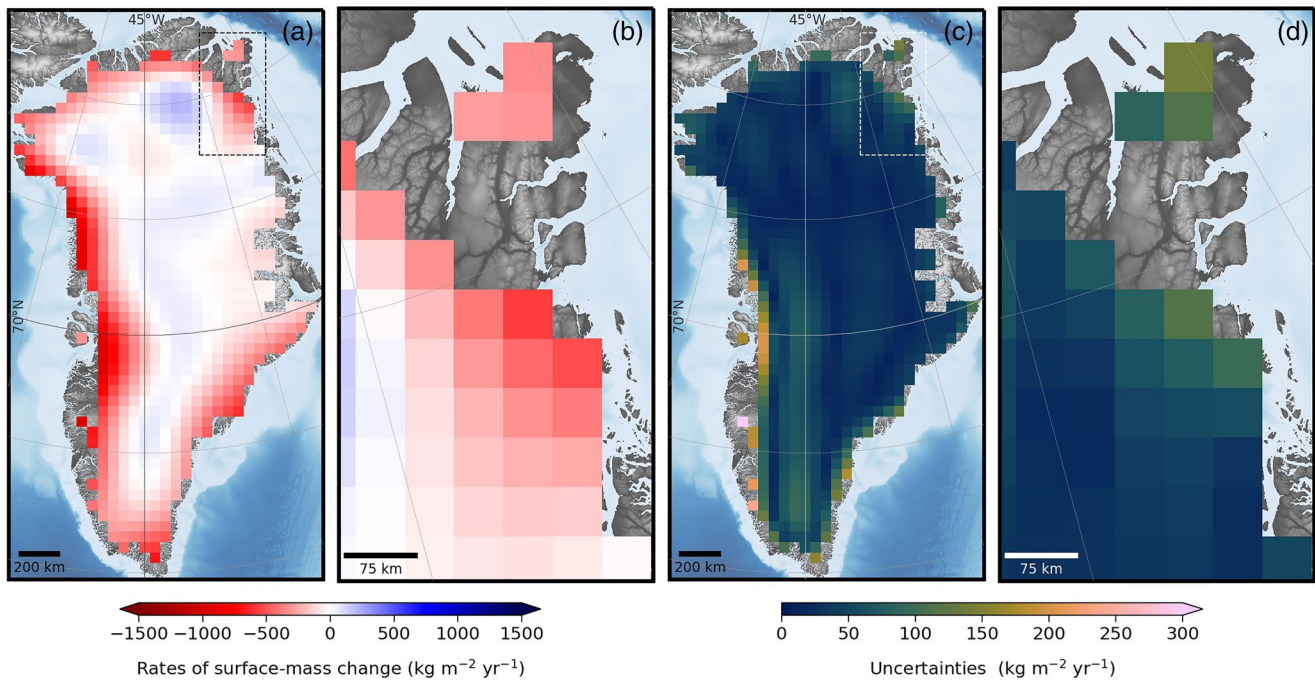 45°W
(a)
70°N
200 km
(b)
75 km
45°W
(c)
70°N
200 km
(d)
75 km
−1500 −1000 −500 0 500 1000 1500
Rates of surface-mass change (kg m⁻² yr⁻¹)
0 50 100 150 200 250 300
Uncertainties (kg m⁻² yr⁻¹)